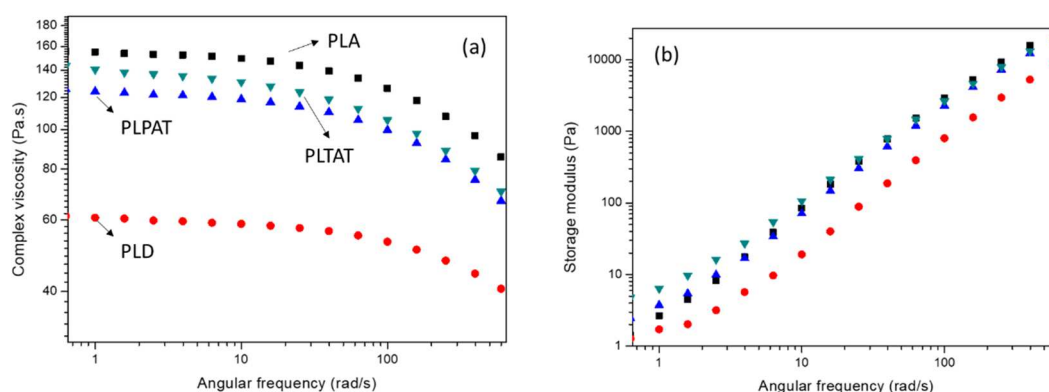 (a)
PLA
PLPAT
PLTAT
PLD
Complex viscosity (Pa.s)
180
160
140
120
100
80
60
40
1
10
100
Angular frequency (rad/s)
(b)
Storage modulus (Pa)
10000
1000
100
10
1
1
10
100
Angular frequency (rad/s)